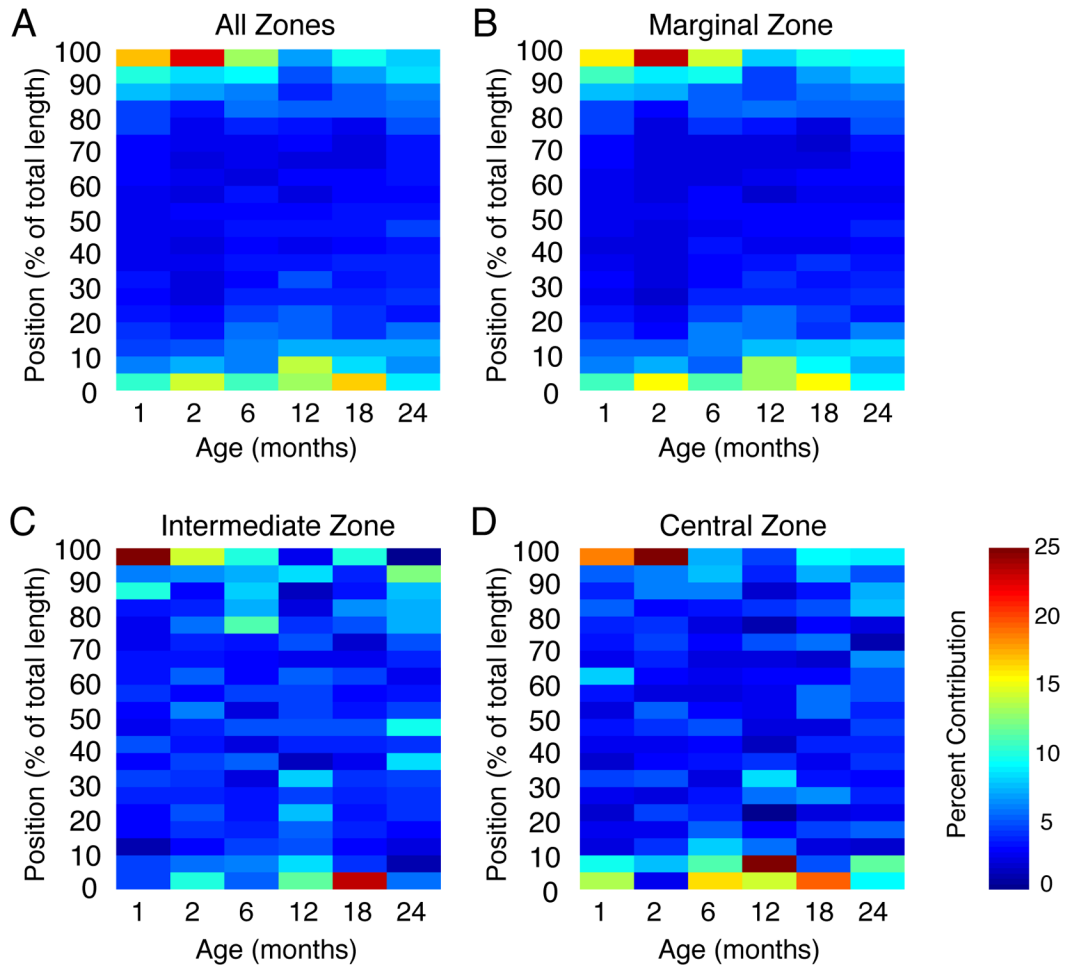 A
All Zones
Position (% of total length)
100
90
80
70
60
50
40
30
20
10
0
1 2 6 12 18 24
Age (months)
B
Marginal Zone
Position (% of total length)
100
90
80
70
60
50
40
30
20
10
0
1 2 6 12 18 24
Age (months)
C
Intermediate Zone
Position (% of total length)
100
90
80
70
60
50
40
30
20
10
0
1 2 6 12 18 24
Age (months)
D
Central Zone
Position (% of total length)
100
90
80
70
60
50
40
30
20
10
0
1 2 6 12 18 24
Age (months)
Percent Contribution
25
20
15
10
5
0